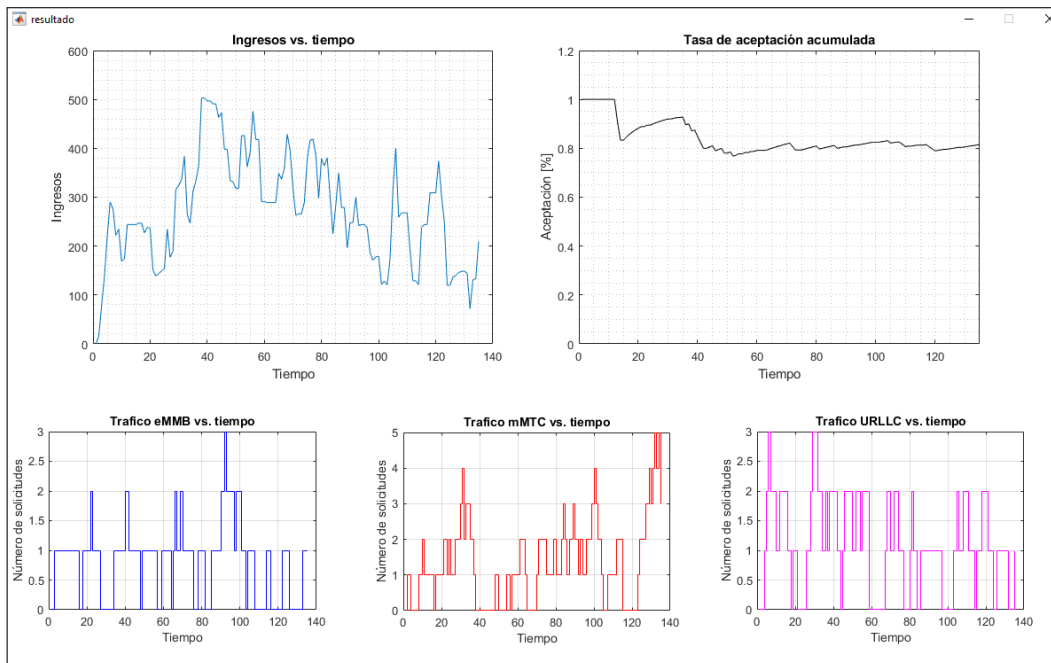 resultado
Ingresos vs. tiempo
600
500
400
300
200
100
0
Ingresos
0 20 40 60 80 100 120 140
Tiempo
Tasa de aceptación acumulada
1.2
1
0.8
0.6
0.4
0.2
0
Aceptación [%]
0 20 40 60 80 100 120
Tiempo
Trafico eMMB vs. tiempo
3
2.5
2
1.5
1
0.5
0
Número de solicitudes
0 20 40 60 80 100 120 140
Tiempo
Trafico mMTC vs. tiempo
5
4
3
2
1
0
Número de solicitudes
0 20 40 60 80 100 120 140
Tiempo
Trafico URLLC vs. tiempo
3
2.5
2
1.5
1
0.5
0
Número de solicitudes
0 20 40 60 80 100 120 140
Tiempo